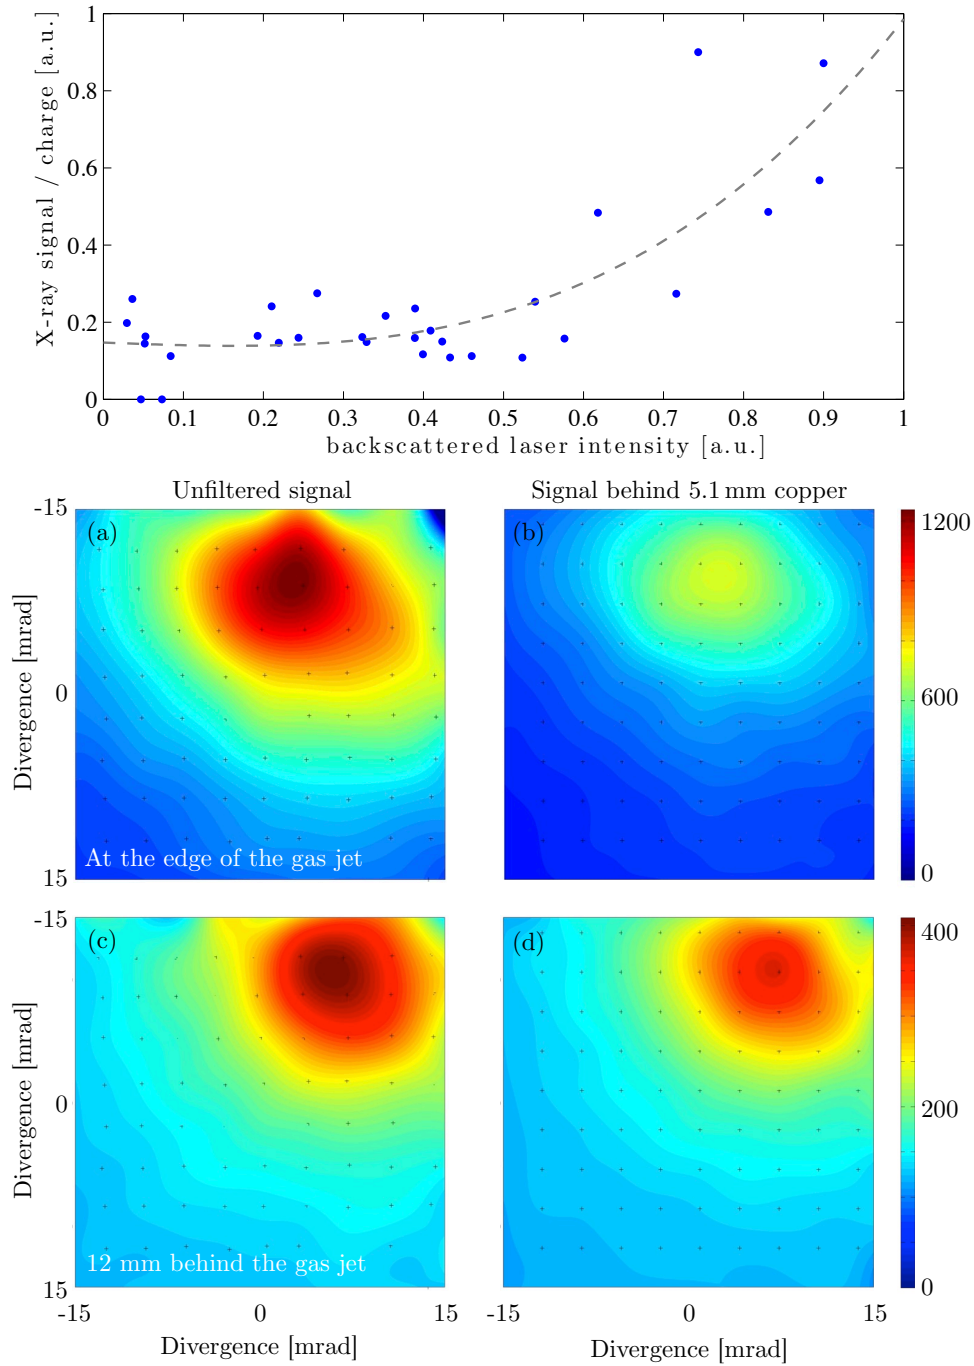 X-ray signal / charge [a.u.]
1
0.8
0.6
0.4
0.2
0
0 0.1 0.2 0.3 0.4 0.5 0.6 0.7 0.8 0.9 1
backscattered laser intensity [a.u.]
Unfiltered signal
Signal behind 5.1 mm copper
Divergence [mrad]
-15
0
15
(a)
At the edge of the gas jet
(b)
1200
600
0
Divergence [mrad]
-15
0
15
(c)
12 mm behind the gas jet
(d)
400
200
0
-15 0 15
-15 0 15
Divergence [mrad]
Divergence [mrad]